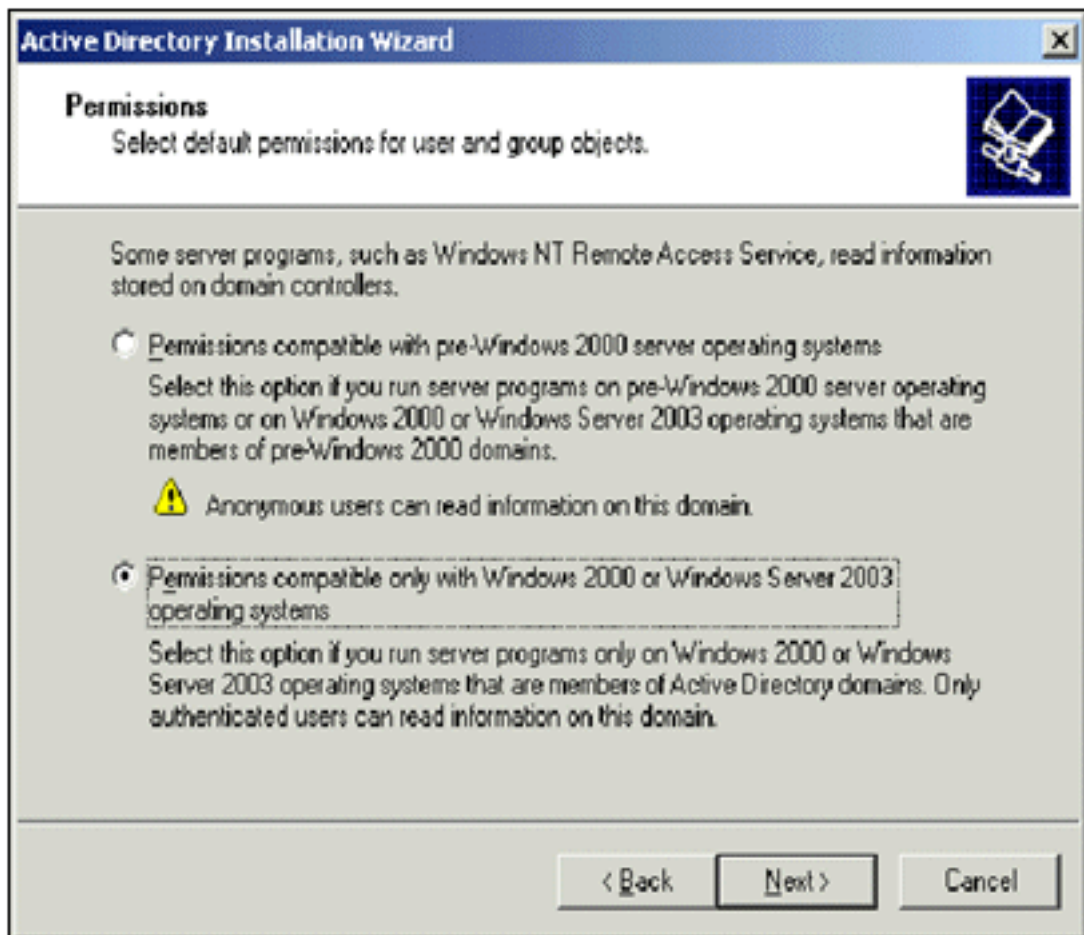 Active Directory Installation Wizard
Permissions
Select default permissions for user and group objects.
Some server programs, such as Windows NT Remote Access Service, read information
stored on domain controllers.
Permissions compatible with pre-Windows 2000 server operating systems
Select this option if you run server programs on pre-Windows 2000 server operating
systems or on Windows 2000 or Windows Server 2003 operating systems that are
members of pre-Windows 2000 domains.
Anonymous users can read information on this domain.
Permissions compatible only with Windows 2000 or Windows Server 2003
operating systems
Select this option if you run server programs only on Windows 2000 or Windows
Server 2003 operating systems that are members of Active Directory domains. Only
authenticated users can read information on this domain.
< Back Next > Cancel